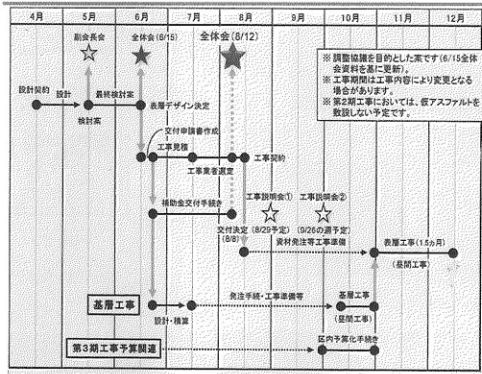 4月 5月 6月 7月 8月 9月 10月 11月 12月
副会長会
全体会(6/15)
全体会(8/12)
※ 調整協議を目的とした案です(6/15全体
会資料を基に更新)。
※ 工事期間は工事内容により変更となる
場合があります。
※ 第2期工事においては、仮アスファルトを
敷設しない予定です。
設計契約
設計
最終検討案
検討案
表層デザイン決定
交付申請書作成
工事見積
工事業者選定
工事契約
補助金交付手続き
工事説明会①
工事説明会②
交付決定
(8/8)
(8/29予定)
(9/26の週予定)
資材発注等工事準備
表層工事(1.5ヵ月)
(昼間工事)
基層工事
設計・積算
発注手続・工事準備等
基層工事
(昼間工事)
第3期工事予算関連
区内予算化手続き